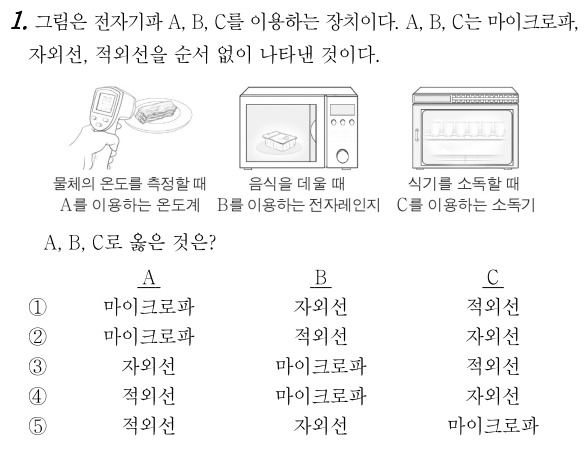 1. 그림은 전자기파 A, B, C를 이용하는 장치이다. A, B, C는 마이크로파,
자외선, 적외선을 순서 없이 나타낸 것이다.
물체의 온도를 측정할 때 음식을 데울 때 식기를 소독할 때
A를 이용하는 온도계 B를 이용하는 전자레인지 C를 이용하는 소독기
A, B, C로 옳은 것은?
A B C
① 마이크로파 자외선 적외선
② 마이크로파 적외선 자외선
③ 자외선 마이크로파 적외선
④ 적외선 마이크로파 자외선
⑤ 적외선 자외선 마이크로파